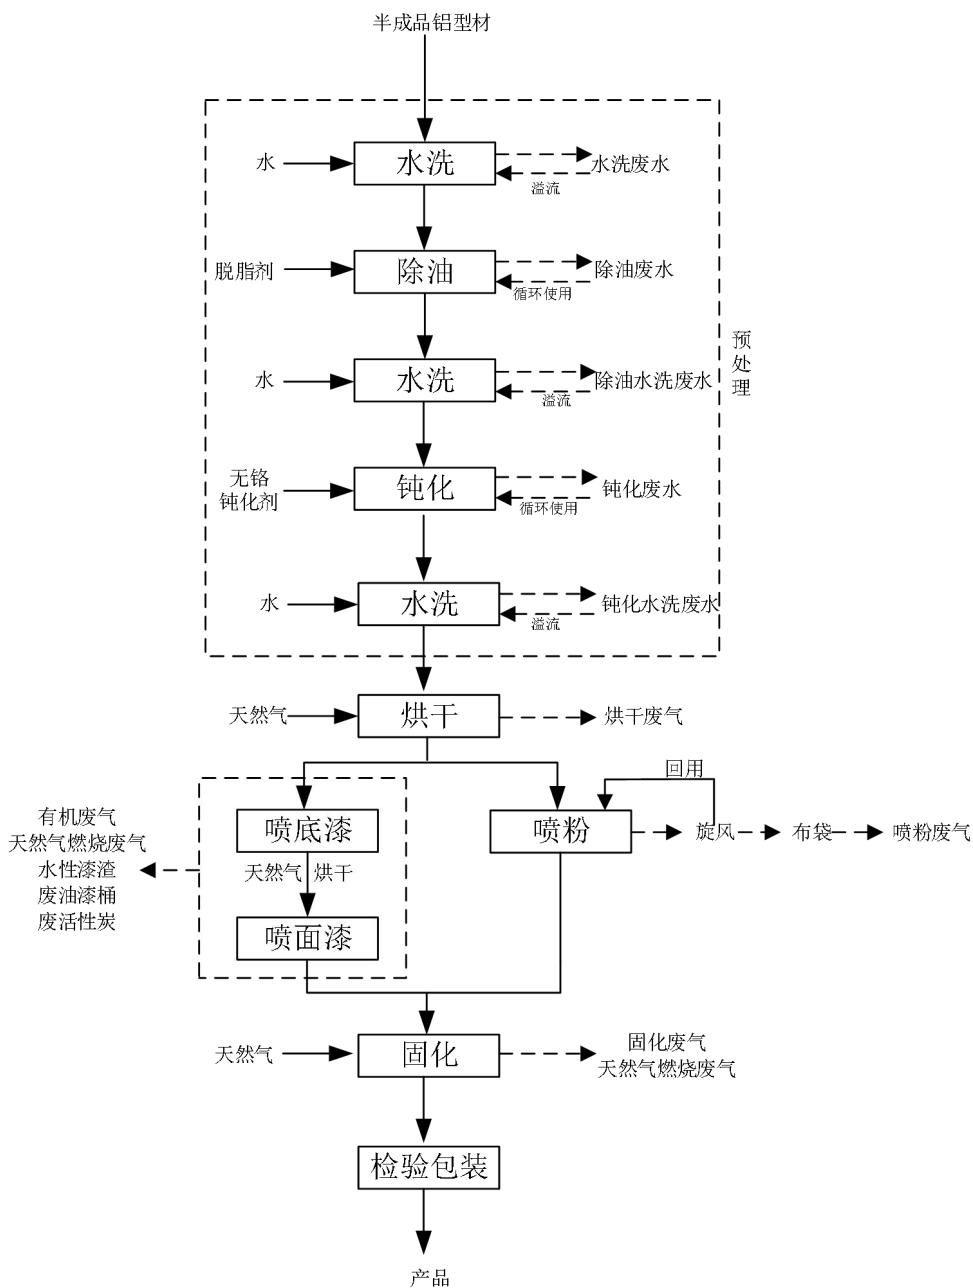 半成品铝型材
水
水洗
水洗废水
溢流
脱脂剂
除油
除油废水
循环使用
预
处
理
水
水洗
除油水洗废水
溢流
无铬
钝化剂
钝化
钝化废水
循环使用
水
水洗
钝化水洗废水
溢流
天然气
烘干
烘干废气
回用
有机废气
天然气燃烧废气
水性漆渣
废油漆桶
废活性炭
喷底漆
天然气 烘干
喷面漆
喷粉
旋风
布袋
喷粉废气
天然气
固化
固化废气
天然气燃烧废气
检验包装
产品